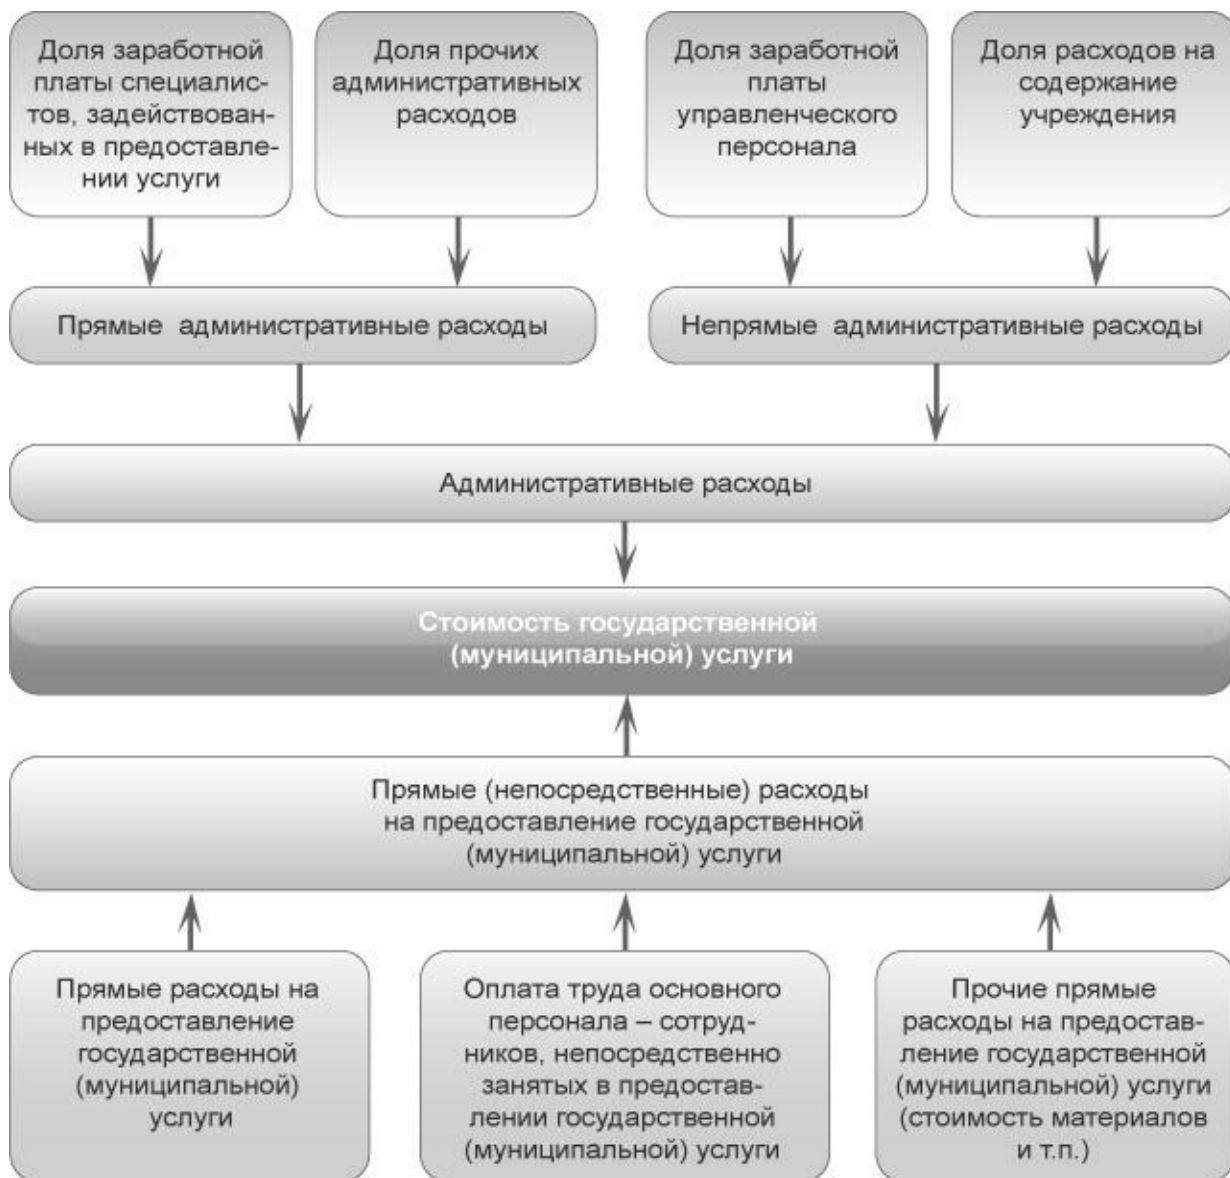 Доля заработной
платы специалис-
тов, задействован-
ных в предоставле-
нии услуги
Доля прочих
административных
расходов
Доля заработной
платы
управленческого
персонала
Доля расходов на
содержание
учреждения
Прямые административные расходы
Непрямые административные расходы
Административные расходы
Стоимость государственной
(муниципальной) услуги
Прямые (непосредственные) расходы
на предоставление государственной
(муниципальной) услуги
Прямые расходы на
предоставление
государственной
(муниципальной)
услуги
Оплата труда основного
персонала – сотруд-
ников, непосредственно
занятых в предостав-
лении государственной
(муниципальной) услуги
Прочие прямые
расходы на предостав-
ление государственной
(муниципальной) услуги
(стоимость материалов
и т.п.)